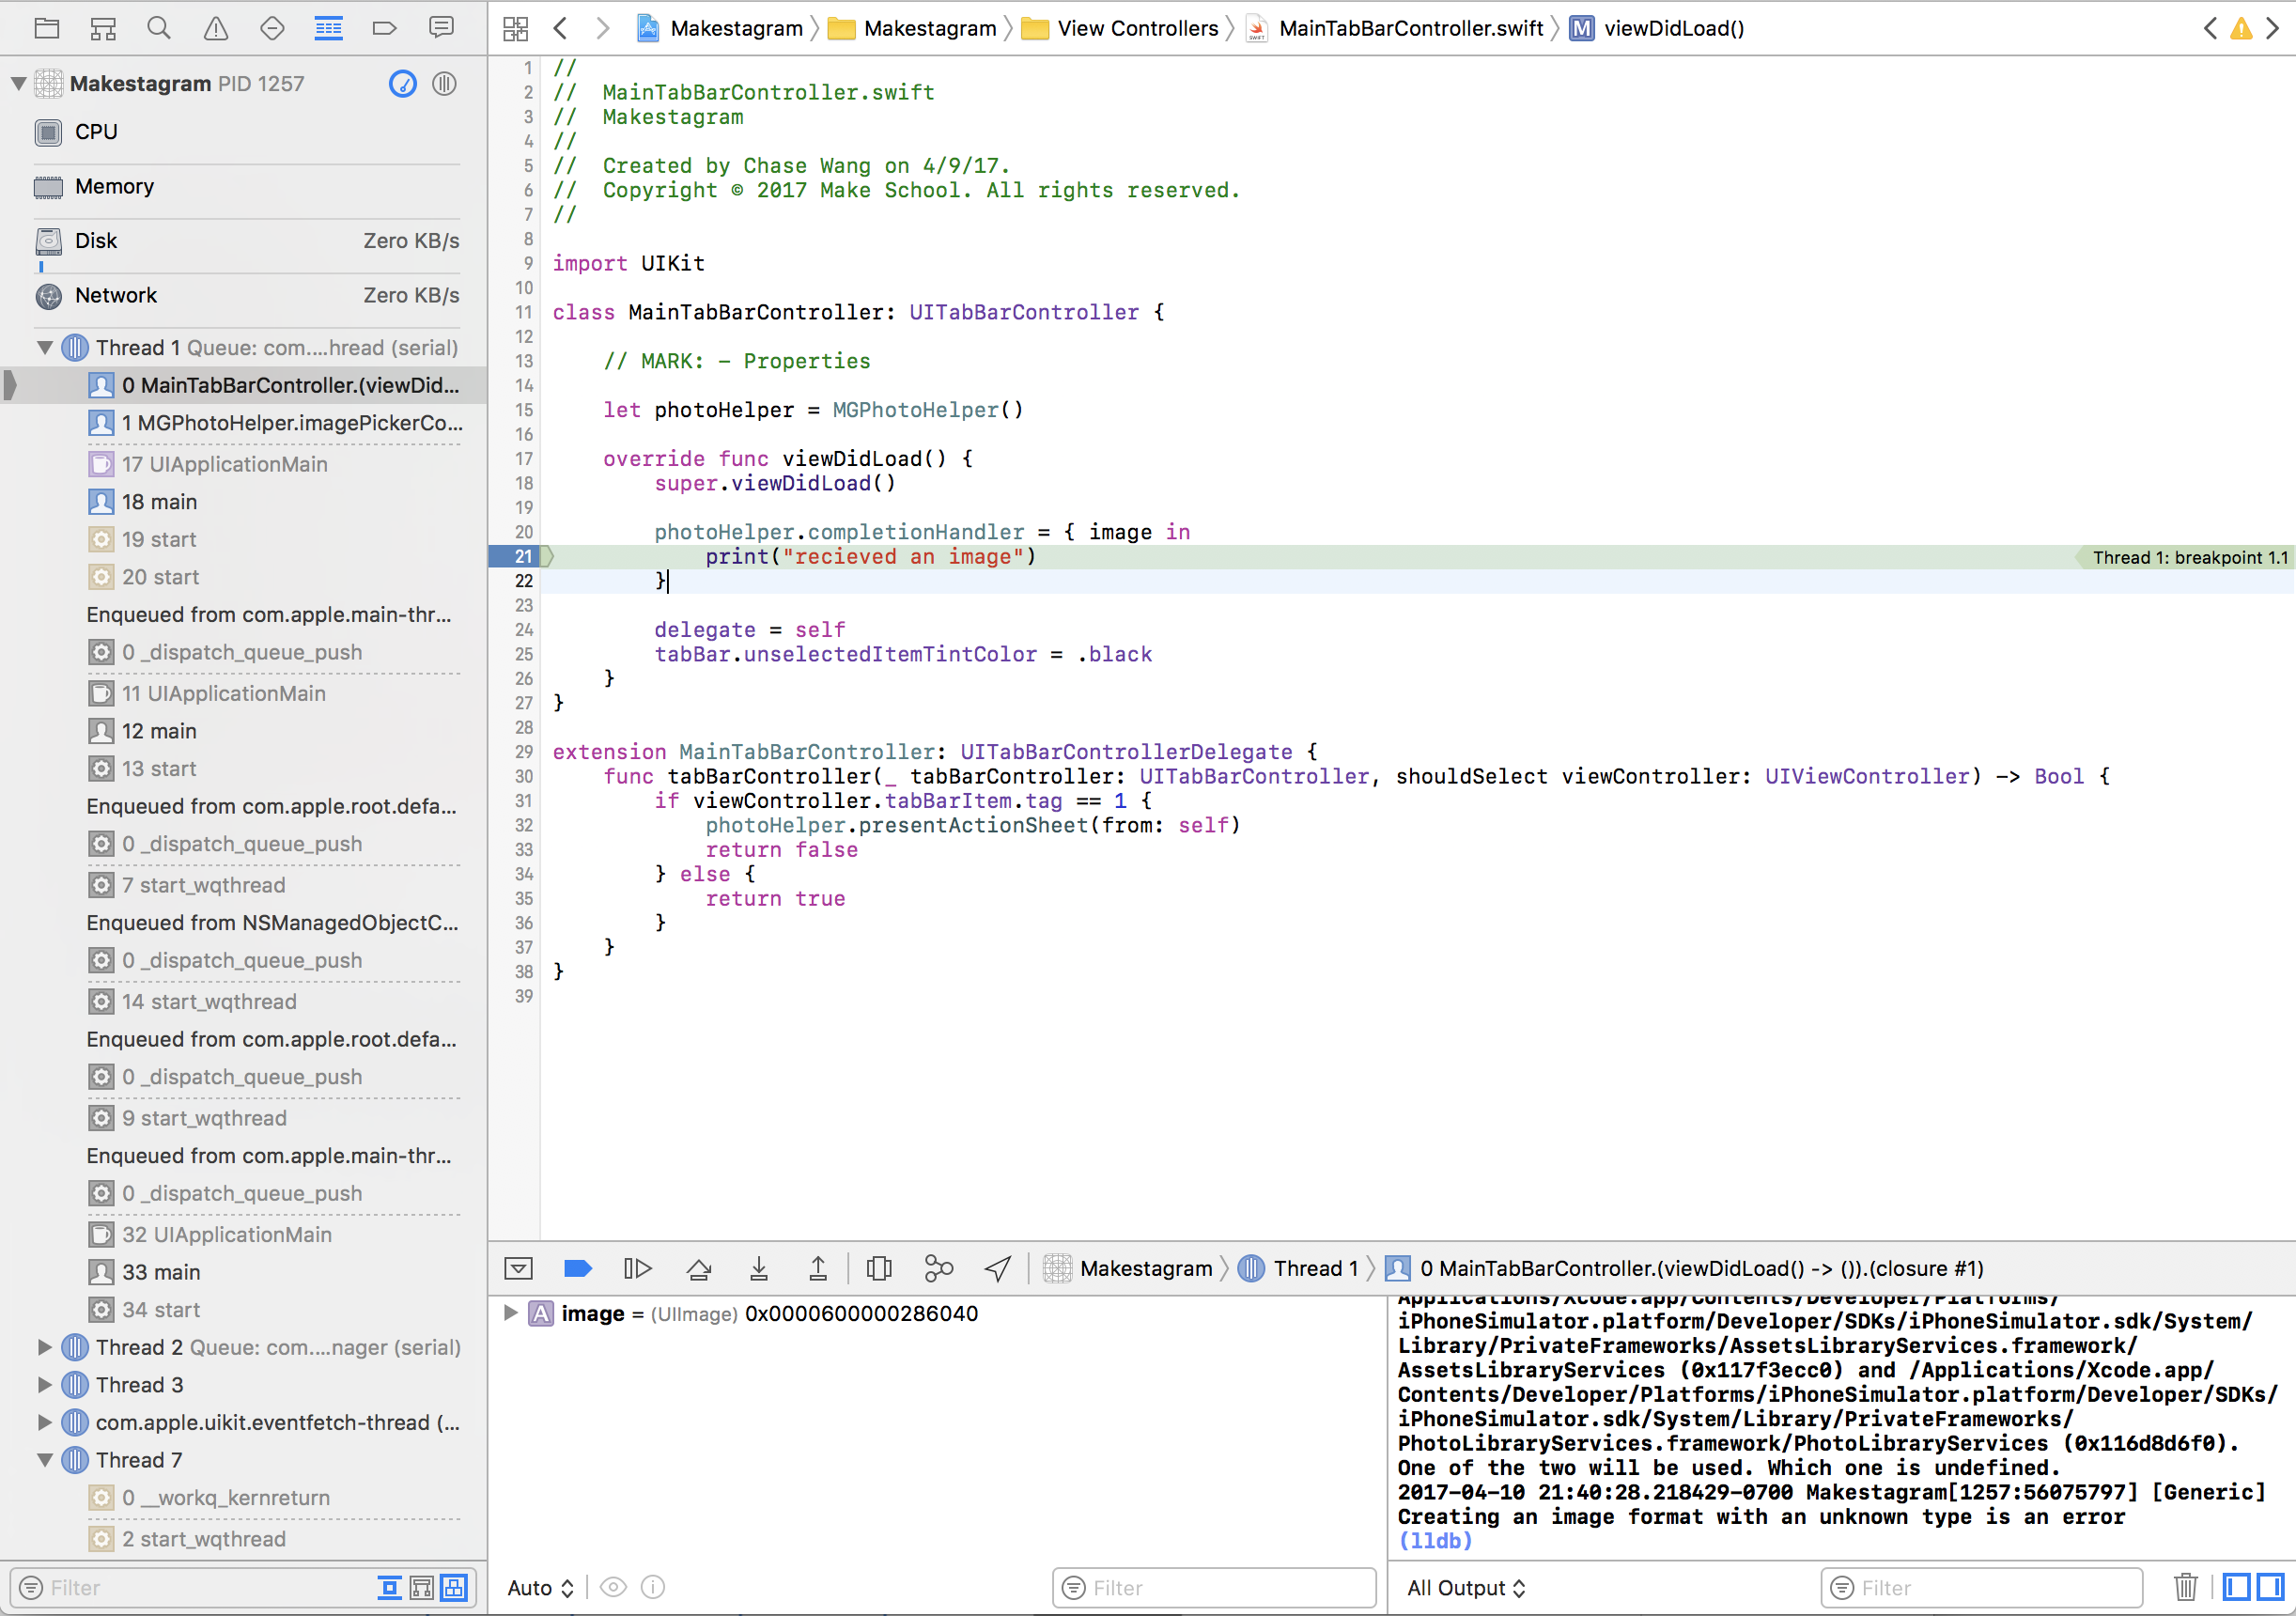 Makestagram Makestagram View Controllers MainTabBarController.swift M viewDidLoad()
Makestagram PID 1257
CPU
Memory
Disk Zero KB/s
Network Zero KB/s
Thread 1 Queue: com....hread (serial)
0 MainTabBarController.(viewDid...
1 MGPhotoHelper.imagePickerCo...
17 UIApplicationMain
18 main
19 start
20 start
Enqueued from com.apple.main-thr...
0 _dispatch_queue_push
11 UIApplicationMain
12 main
13 start
Enqueued from com.apple.root.defa...
0 _dispatch_queue_push
7 start_wqthread
Enqueued from NSManagedObjectC...
0 _dispatch_queue_push
14 start_wqthread
Enqueued from com.apple.root.defa...
0 _dispatch_queue_push
9 start_wqthread
Enqueued from com.apple.main-thr...
0 _dispatch_queue_push
32 UIApplicationMain
33 main
34 start
Thread 2 Queue: com....nager (serial)
Thread 3
com.apple.uikit.eventfetch-thread (...
Thread 7
0 __workq_kernreturn
2 start_wqthread
Filter
1 //
2 //  MainTabBarController.swift
3 //  Makestagram
4 //
5 //  Created by Chase Wang on 4/9/17.
6 //  Copyright © 2017 Make School. All rights reserved.
7 //
8
9 import UIKit
10
11 class MainTabBarController: UITabBarController {
12
13     // MARK: - Properties
14
15     let photoHelper = MGPhotoHelper()
16
17     override func viewDidLoad() {
18         super.viewDidLoad()
19
20         photoHelper.completionHandler = { image in
21             print("recieved an image") Thread 1: breakpoint 1.1
22         }
23
24         delegate = self
25         tabBar.unselectedItemTintColor = .black
26     }
27 }
28
29 extension MainTabBarController: UITabBarControllerDelegate {
30     func tabBarController(_ tabBarController: UITabBarController, shouldSelect viewController: UIViewController) -> Bool {
31         if viewController.tabBarItem.tag == 1 {
32             photoHelper.presentActionSheet(from: self)
33             return false
34         } else {
35             return true
36         }
37     }
38 }
39
Makestagram Thread 1 0 MainTabBarController.(viewDidLoad() -> ()).(closure #1)
A image = (UIImage) 0x0000600000286040
Auto Filter
Applications/Xcode.app/Contents/Developer/Platforms/
iPhoneSimulator.platform/Developer/SDKs/iPhoneSimulator.sdk/System/
Library/PrivateFrameworks/AssetsLibraryServices.framework/
AssetsLibraryServices (0x117f3ecc0) and /Applications/Xcode.app/
Contents/Developer/Platforms/iPhoneSimulator.platform/Developer/SDKs/
iPhoneSimulator.sdk/System/Library/PrivateFrameworks/
PhotoLibraryServices.framework/PhotoLibraryServices (0x116d8d6f0).
One of the two will be used. Which one is undefined.
2017-04-10 21:40:28.218429-0700 Makestagram[1257:56075797] [Generic]
Creating an image format with an unknown type is an error
(lldb)
All Output Filter